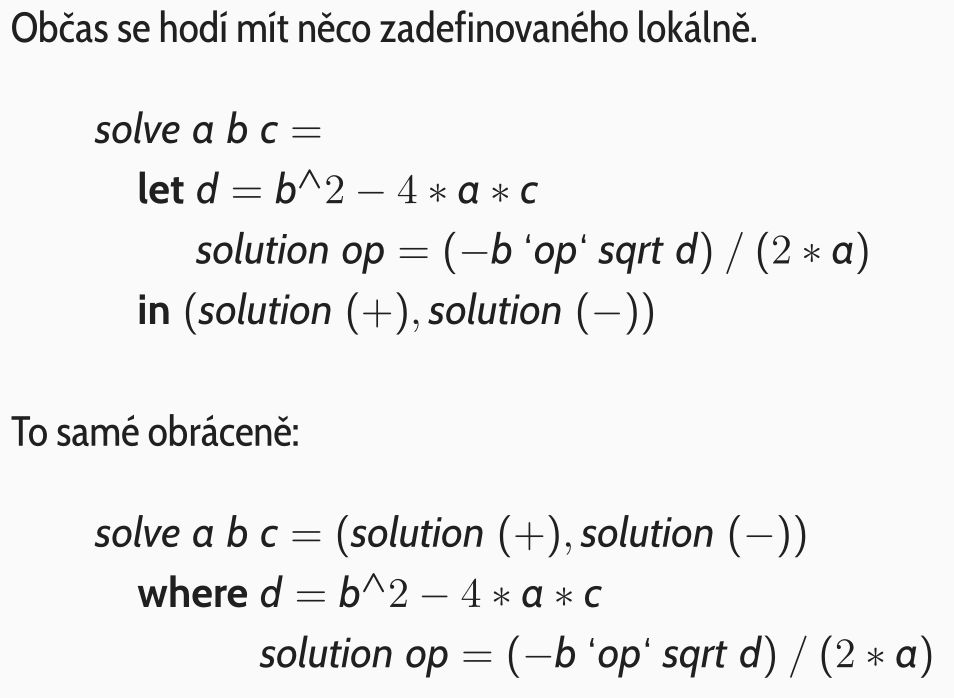 Občas se hodí mít něco zadefinovaného lokálně.
solve a b c =
let d = b^2 − 4 ∗ a ∗ c
solution op = (−b ‘op‘ sqrt d) / (2 ∗ a)
in (solution (+), solution (−))
To samé obráceně:
solve a b c = (solution (+), solution (−))
where d = b^2 − 4 ∗ a ∗ c
solution op = (−b ‘op‘ sqrt d) / (2 ∗ a)